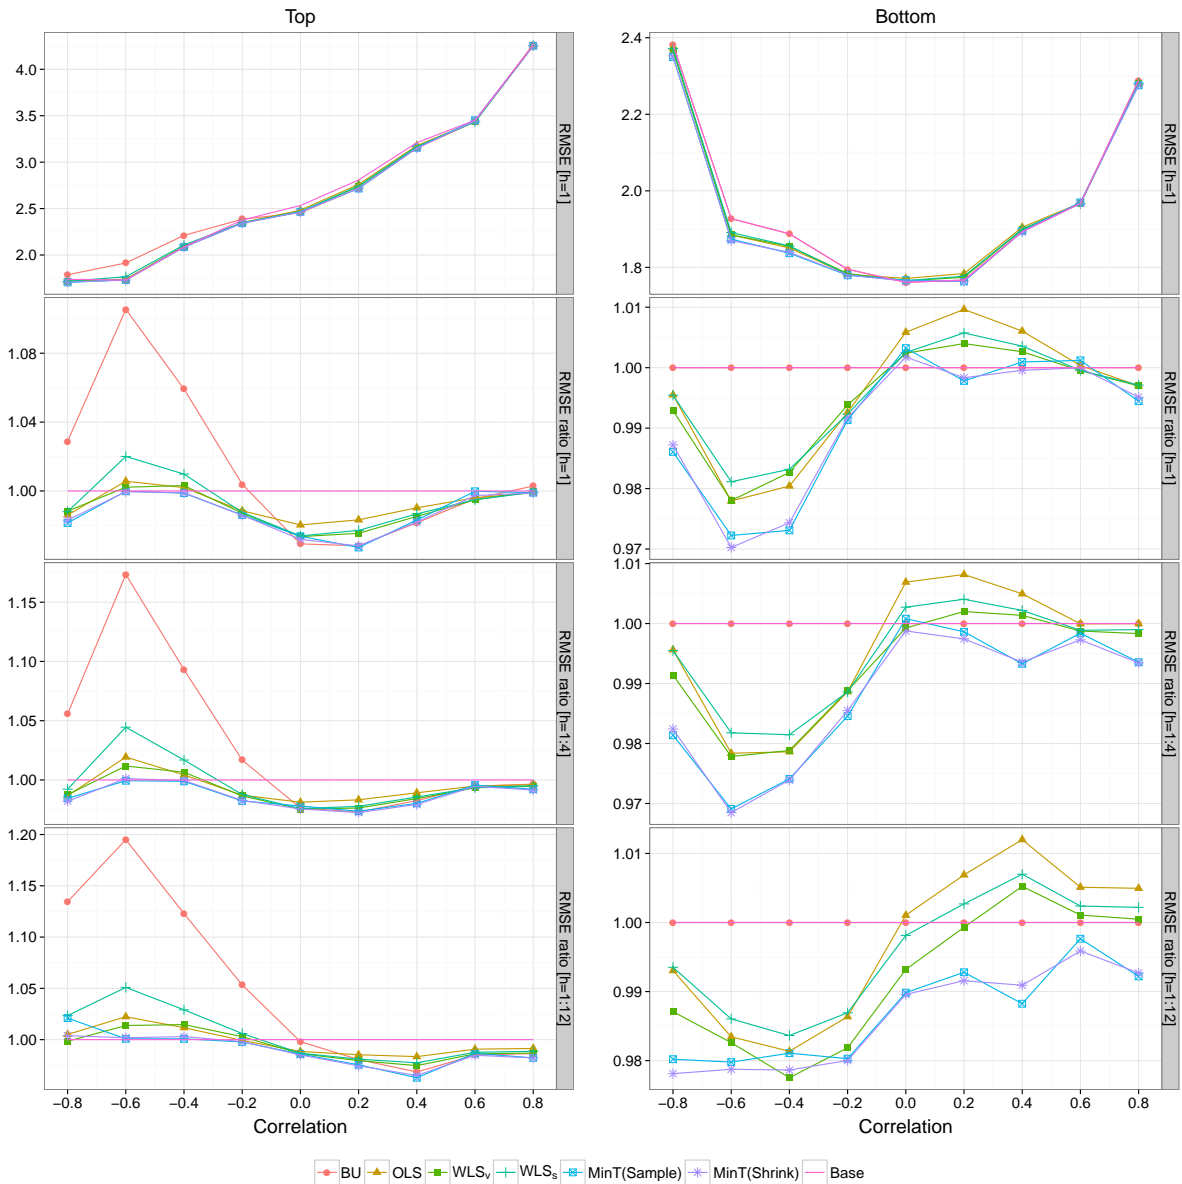 Top
Bottom
4.0
3.5
3.0
2.5
2.0
RMSE [h=1]
2.4
2.2
2.0
1.8
RMSE [h=1]
1.08
1.04
1.00
RMSE ratio [h=1]
1.01
1.00
0.99
0.98
0.97
RMSE ratio [h=1]
1.15
1.10
1.05
1.00
RMSE ratio [h=1:4]
1.01
1.00
0.99
0.98
0.97
RMSE ratio [h=1:4]
1.20
1.15
1.10
1.05
1.00
RMSE ratio [h=1:12]
1.01
1.00
0.99
0.98
RMSE ratio [h=1:12]
−0.8 −0.6 −0.4 −0.2 0.0 0.2 0.4 0.6 0.8
−0.8 −0.6 −0.4 −0.2 0.0 0.2 0.4 0.6 0.8
Correlation
Correlation
BU OLS WLSv WLSs MinT(Sample) MinT(Shrink) Base